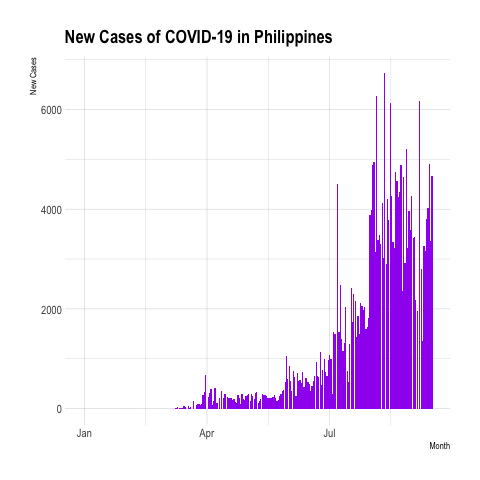 New Cases of COVID-19 in Philippines
New Cases
6000
4000
2000
0
Jan
Apr
Jul
Month